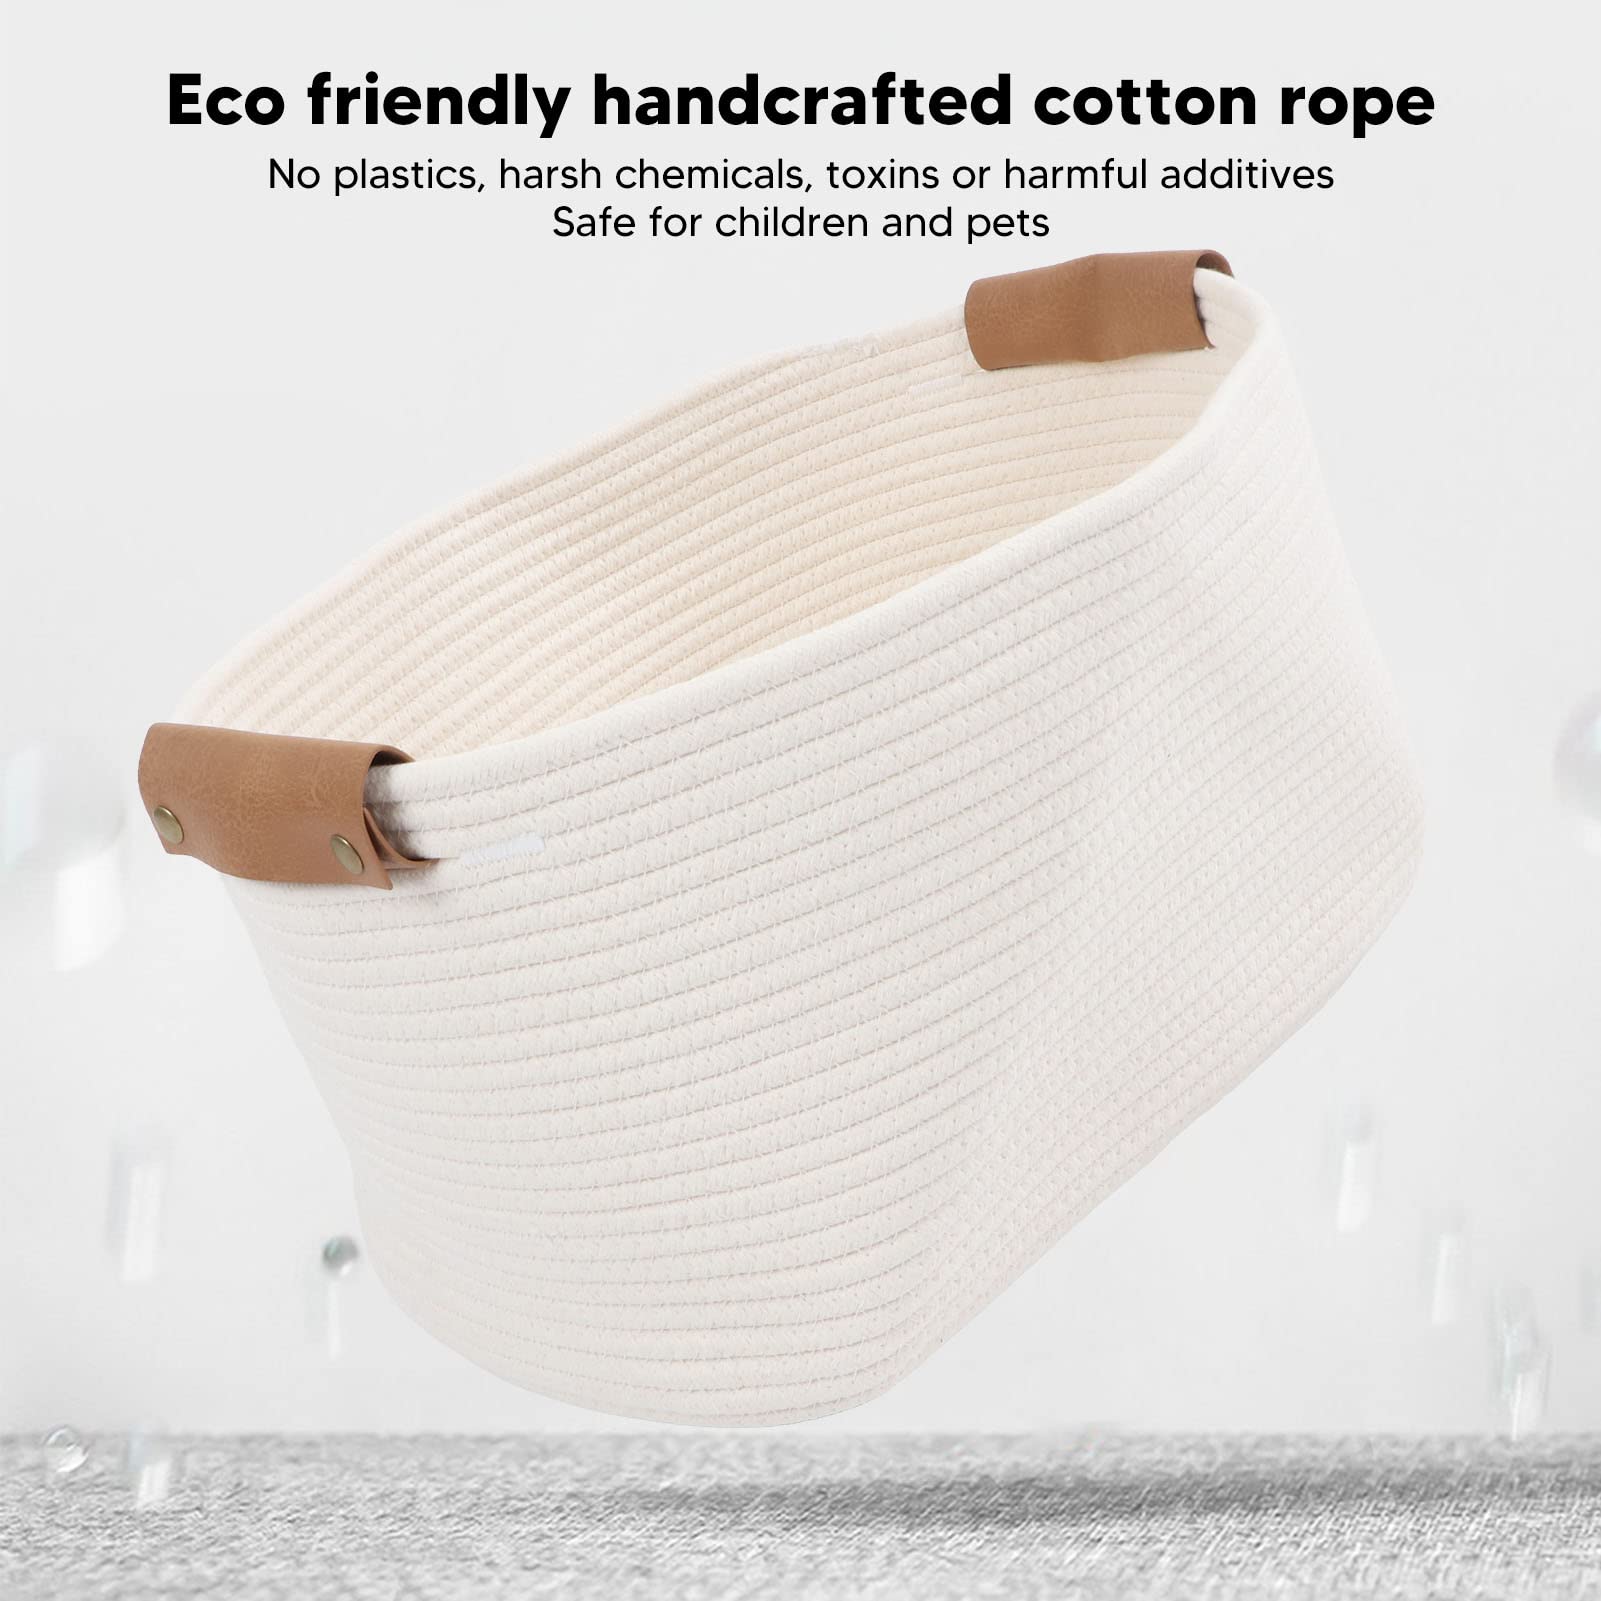 Eco friendly handcrafted cotton rope
No plastics, harsh chemicals, toxins or harmful additives
Safe for children and pets